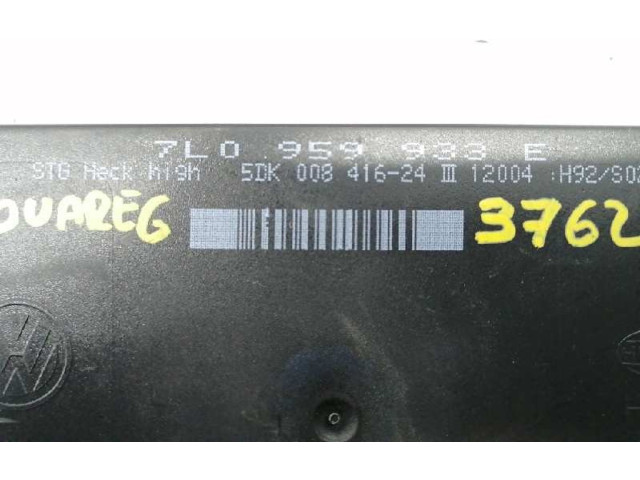 7L0 959 933 E
STG Heck high 5DK 008 416-24 III 12004 :H92/S02
OUAREG 3762